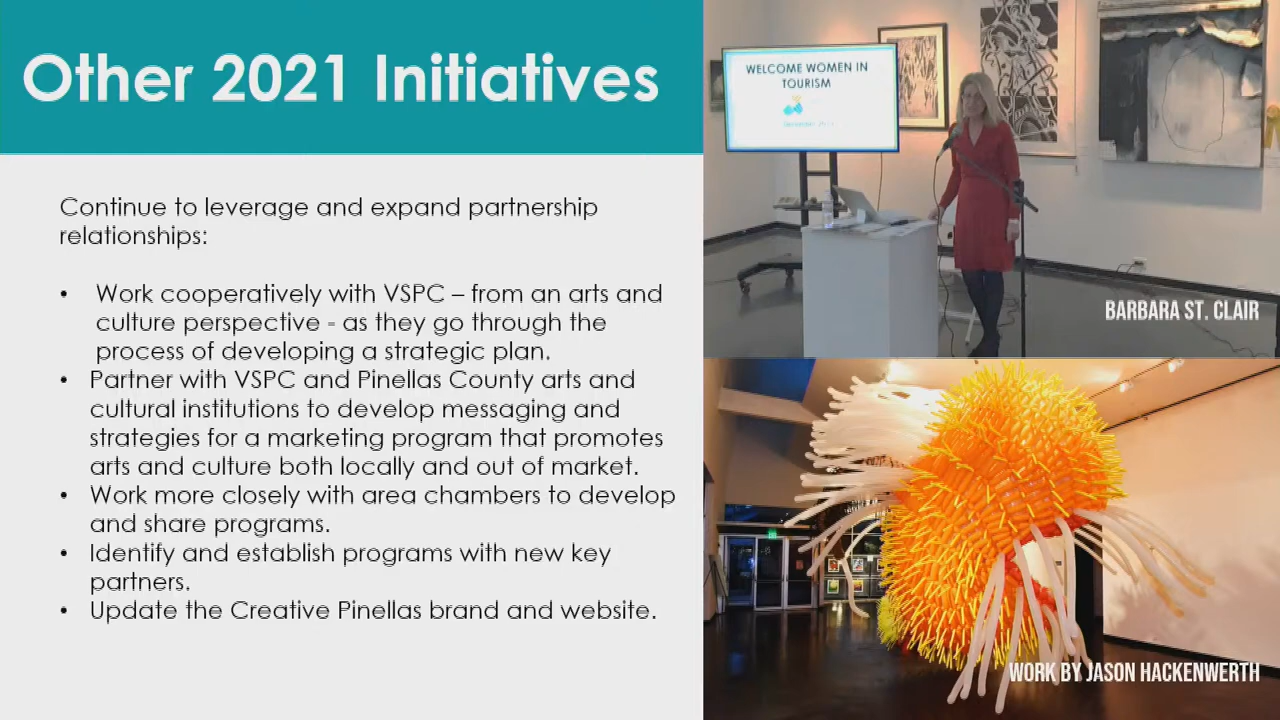 Other 2021 Initiatives
Continue to leverage and expand partnership
relationships:
• Work cooperatively with VSPC – from an arts and
culture perspective - as they go through the
process of developing a strategic plan.
• Partner with VSPC and Pinellas County arts and
cultural institutions to develop messaging and
strategies for a marketing program that promotes
arts and culture both locally and out of market.
• Work more closely with area chambers to develop
and share programs.
• Identify and establish programs with new key
partners.
• Update the Creative Pinellas brand and website.
WELCOME WOMEN IN
TOURISM
BARBARA ST. CLAIR
WORK BY JASON HACKENWERTH